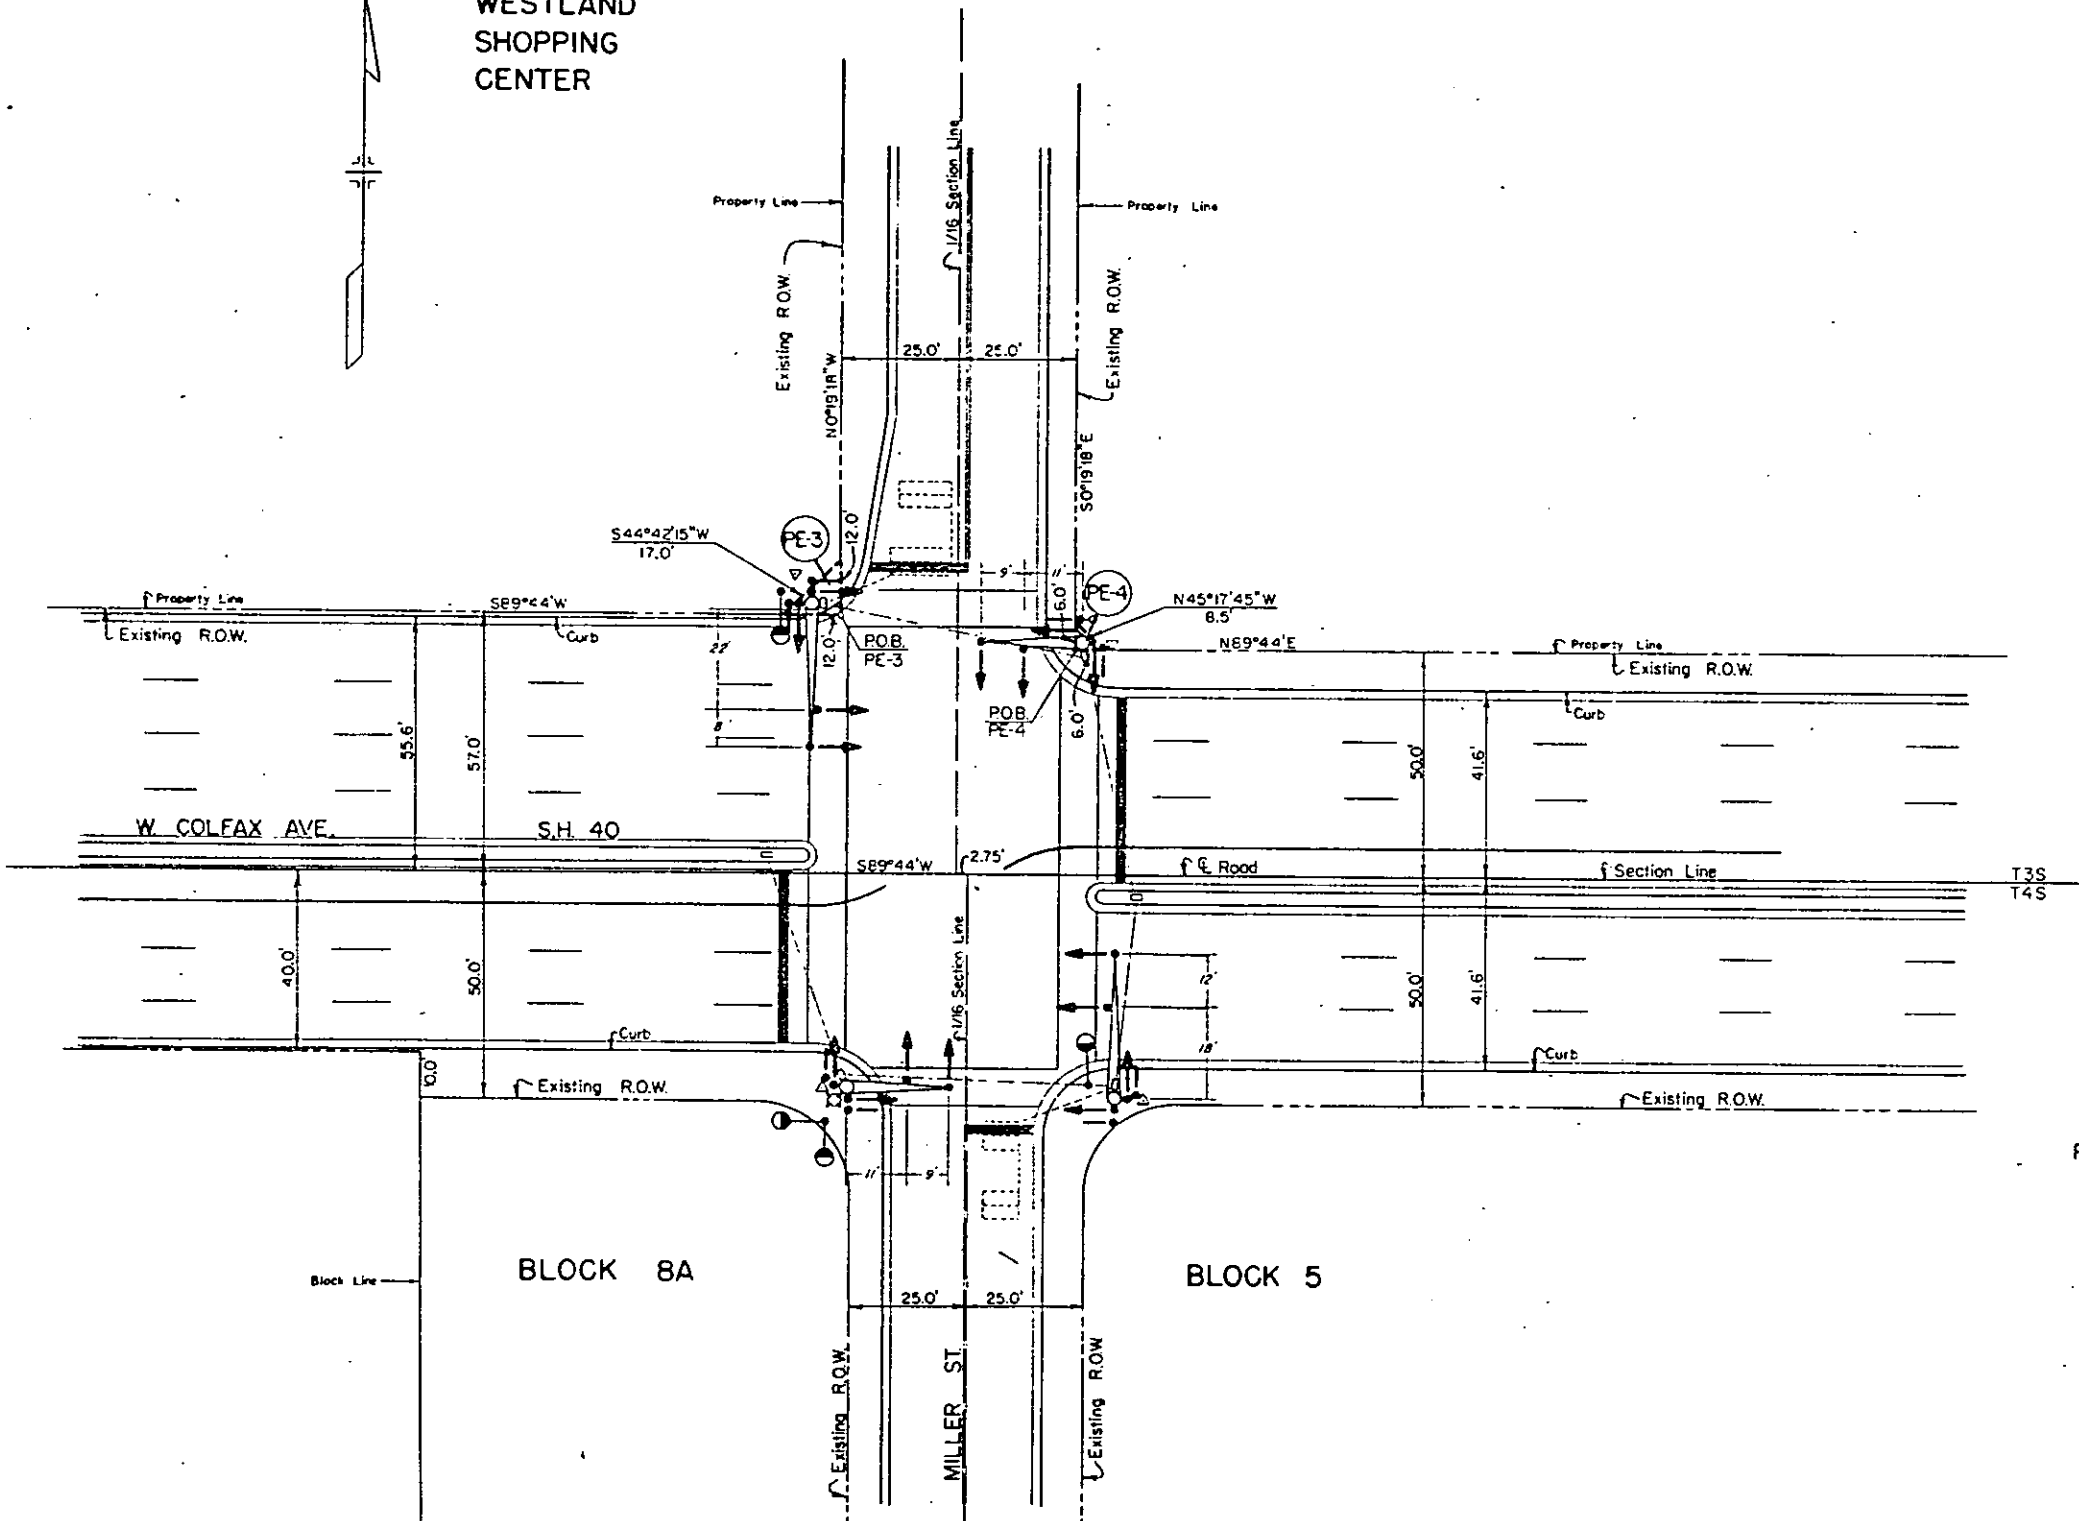 WESTLAND
SHOPPING
CENTER
Property Line
1/16 Section Line
Property Line
Existing R.O.W.
Existing R.O.W.
25.0' 25.0'
N0°19'18"W
S0°19'18"E
S44°42'15"W
17.0'
PE-3
12.0'
9' 11'
6.0'
PE-4
N45°17'45"W
8.5'
Property Line
S89°44'W
Existing R.O.W.
Curb
22'
12.0'
P.O.B.
PE-3
N89°44'E
Property Line
Existing R.O.W.
P.O.B.
PE-4
6.0'
Curb
8'
55.6'
57.0'
50.0'
41.6'
W. COLFAX AVE. S.H. 40
S89°44'W
2.75'
℄ Road
Section Line
T3S
T4S
40.0'
50.0'
1/16 Section Line
12'
50.0'
41.6'
Curb
18'
Curb
10.0'
Existing R.O.W.
Existing R.O.W.
11' 9'
BLOCK 8A
BLOCK 5
Block Line
25.0' 25.0'
Existing R.O.W.
MILLER ST.
Existing R.O.W.